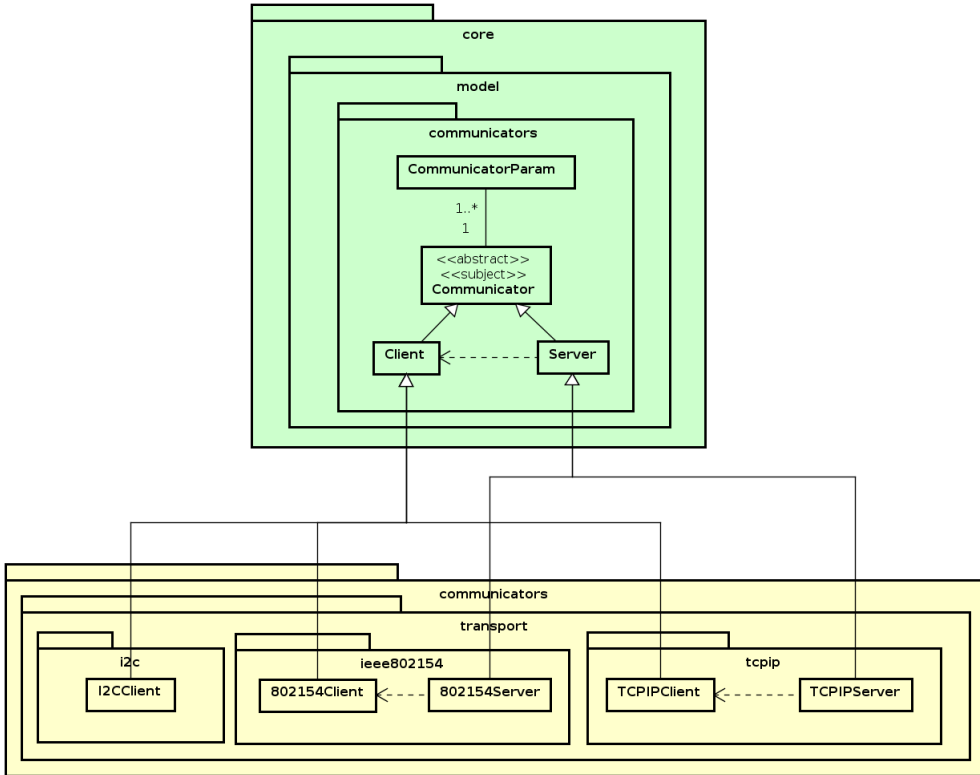 core
model
communicators
CommunicatorParam
1..*
1
<<abstract>>
<<subject>>
Communicator
Client
Server
communicators
transport
i2c
ieee802154
tcpip
I2CClient
802154Client
802154Server
TCPIPClient
TCPIPServer